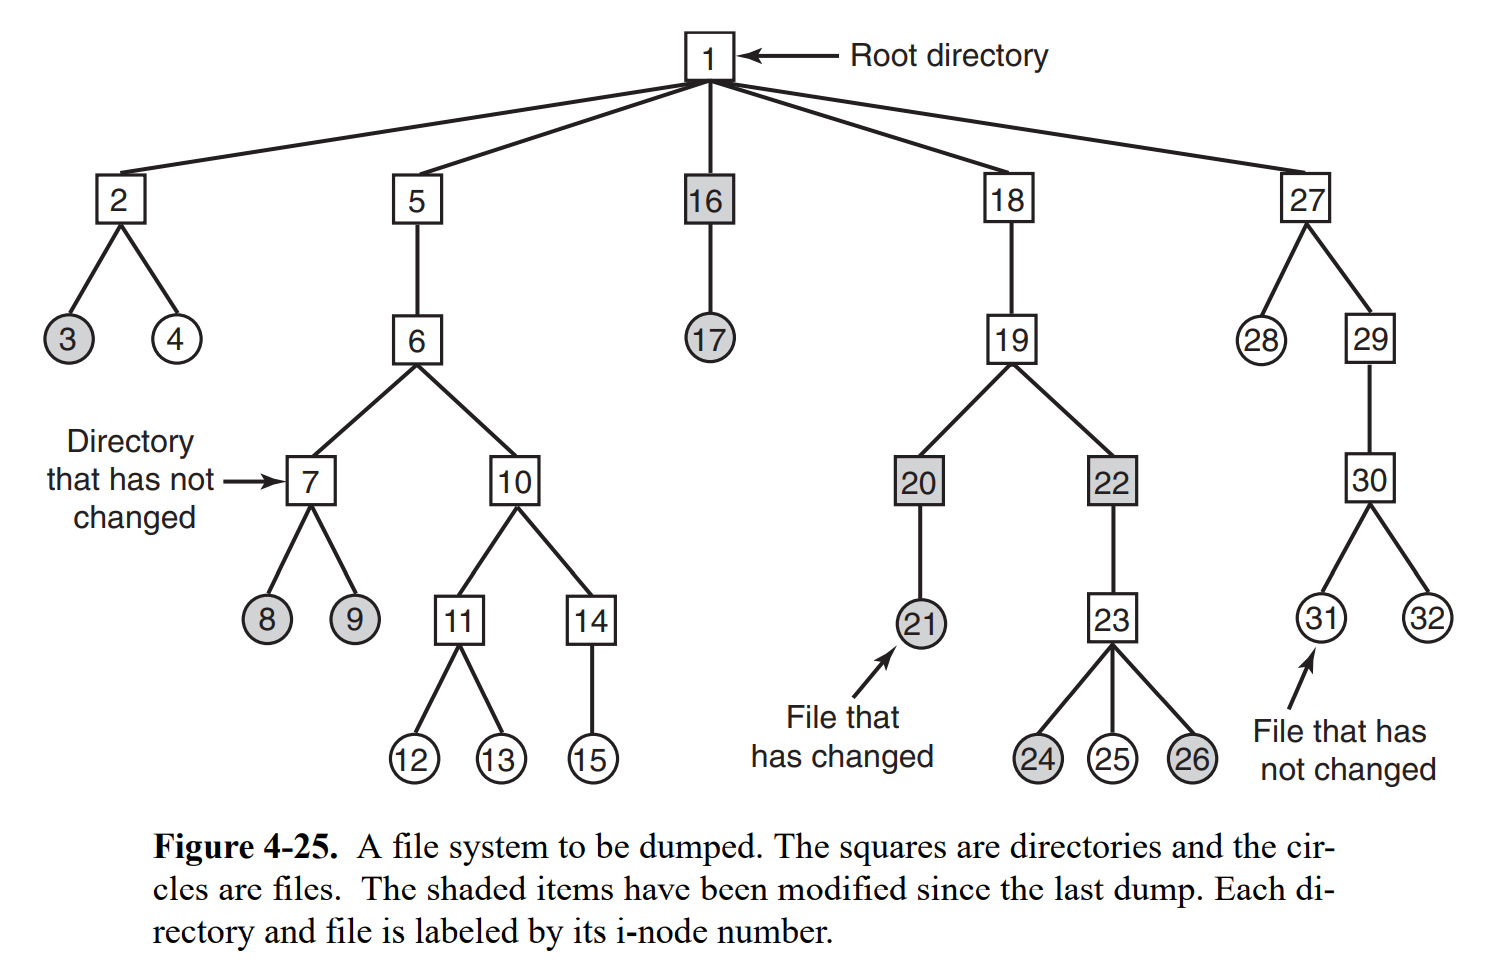 1
Root directory
2
5
16
18
27
3
4
6
17
19
28
29
Directory
that has not
changed
7
10
20
22
30
8
9
11
14
21
23
31
32
File that
has changed
File that has
not changed
12
13
15
24
25
26
Figure 4-25. A file system to be dumped. The squares are directories and the cir-
cles are files. The shaded items have been modified since the last dump. Each di-
rectory and file is labeled by its i-node number.